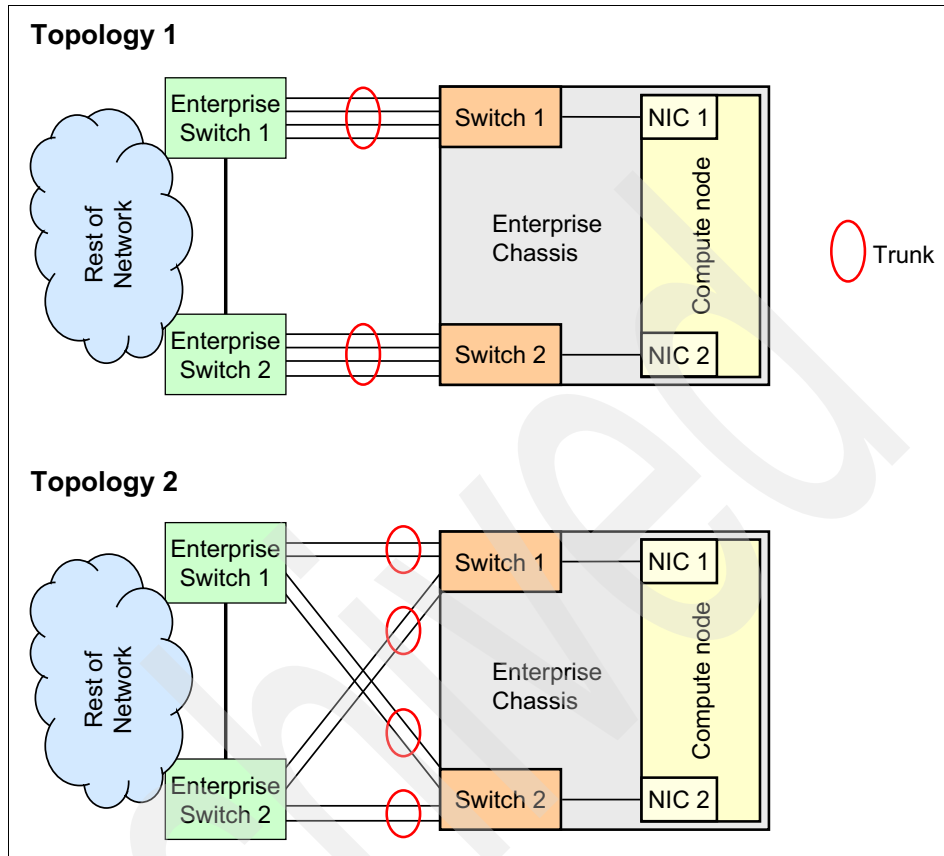 Topology 1
Enterprise
Switch 1
Switch 1
NIC 1
Rest of
Network
Enterprise
Chassis
Compute node
Trunk
Enterprise
Switch 2
Switch 2
NIC 2
Topology 2
Enterprise
Switch 1
Switch 1
NIC 1
Rest of
Network
Enterprise
Chassis
Compute node
Enterprise
Switch 2
Switch 2
NIC 2